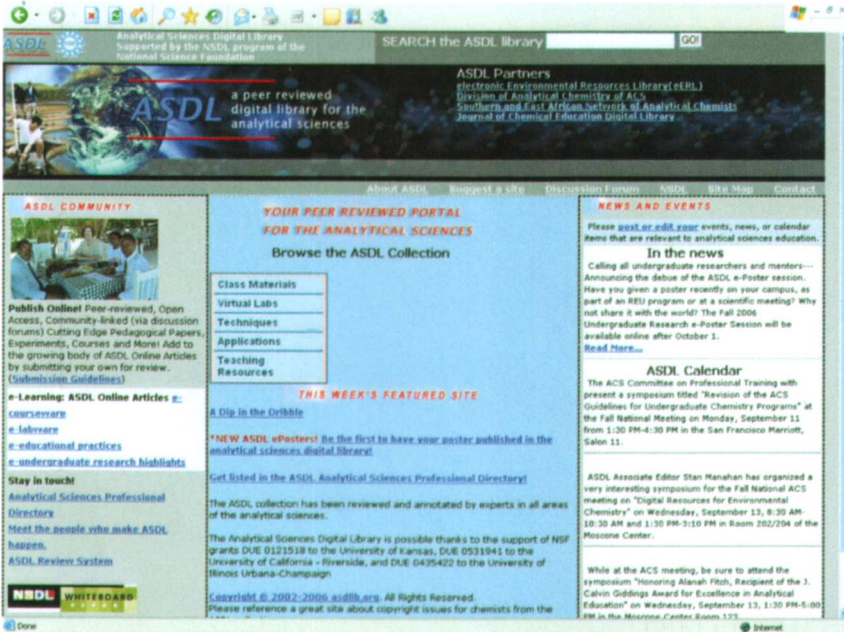 ASDL
Analytical Sciences Digital Library
Supported by the NSDL program of the
National Science Foundation
SEARCH the ASDL library
GO!
ASDL
a peer reviewed
digital library for the
analytical sciences
ASDL Partners
electronic Environmental Resources Library(eERL)
Division of Analytical Chemistry of ACS
Southern and East African Network of Analytical Chemists
Journal of Chemical Education Digital Library
About ASDL Suggest a site Discussion Forum NSDL Site Map Contact
ASDL COMMUNITY
Publish Online! Peer-reviewed, Open
Access, Community-linked (via discussion
forums) Cutting Edge Pedagogical Papers,
Experiments, Courses and More! Add to
the growing body of ASDL Online Articles
by submitting your own for review.
(Submission Guidelines)
e-Learning: ASDL Online Articles e-
courseware
e-labware
e-educational practices
e-undergraduate research highlights
Stay in touch!
Analytical Sciences Professional
Directory
Meet the people who make ASDL
happen.
ASDL Review System
NSDL WHITEBOARD
YOUR PEER REVIEWED PORTAL
FOR THE ANALYTICAL SCIENCES
Browse the ASDL Collection
Class Materials
Virtual Labs
Techniques
Applications
Teaching
Resources
THIS WEEK'S FEATURED SITE
A Dip in the Dribble
*NEW ASDL ePosters! Be the first to have your poster published in the
analytical sciences digital library!
Get listed in the ASDL Analytical Sciences Professional Directory!
The ASDL collection has been reviewed and annotated by experts in all areas
of the analytical sciences.
The Analytical Sciences Digital Library is possible thanks to the support of NSF
grants DUE 0121518 to the University of Kansas, DUE 0531941 to the
University of California - Riverside, and DUE 0435422 to the University of
Illinois Urbana-Champaign
Copyright © 2002-2006 asdlib.org. All Rights Reserved.
Please reference a great site about copyright issues for chemists from the
NEWS AND EVENTS
Please post or edit your events, news, or calendar
items that are relevant to analytical sciences education.
In the news
Calling all undergraduate researchers and mentors---
Announcing the debue of the ASDL e-Poster session.
Have you given a poster recently on your campus, as
part of an REU program or at a scientific meeting? Why
not share it with the world? The Fall 2006
Undergraduate Research e-Poster Session will be
available online after October 1.
Read More...
ASDL Calendar
The ACS Committee on Professional Training with
present a symposium titled "Revision of the ACS
Guidelines for Undergraduate Chemistry Programs" at
the Fall National Meeting on Monday, September 11
from 1:30 PM-4:30 PM in the San Francisco Marriott,
Salon 11.
ASDL Associate Editor Stan Manahan has organized a
very interesting symposium for the Fall National ACS
meeting on "Digital Resources for Environmental
Chemistry" on Wednesday, September 13, 8:30 AM-
10:30 AM and 1:30 PM-3:10 PM in Room 202/204 of the
Moscone Center.
While at the ACS meeting, be sure to attend the
symposium "Honoring Alanah Fitch, Recipient of the J.
Calvin Giddings Award for Excellence in Analytical
Education" on Wednesday, September 13, 1:30 PM-5:00
PM in the Moscone Center Room 123.
Done
Internet